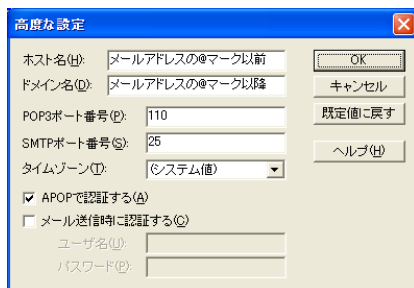 高度な設定
ホスト名(H): メールアドレスの@マーク以前
OK
ドメイン名(D): メールアドレスの@マーク以降
キャンセル
POP3ポート番号(P): 110
既定値に戻す
SMTPポート番号(S): 25
ヘルプ(H)
タイムゾーン(T): (システム値)
APOPで認証する(A)
メール送信時に認証する(C)
ユーザ名(U):
パスワード(P):